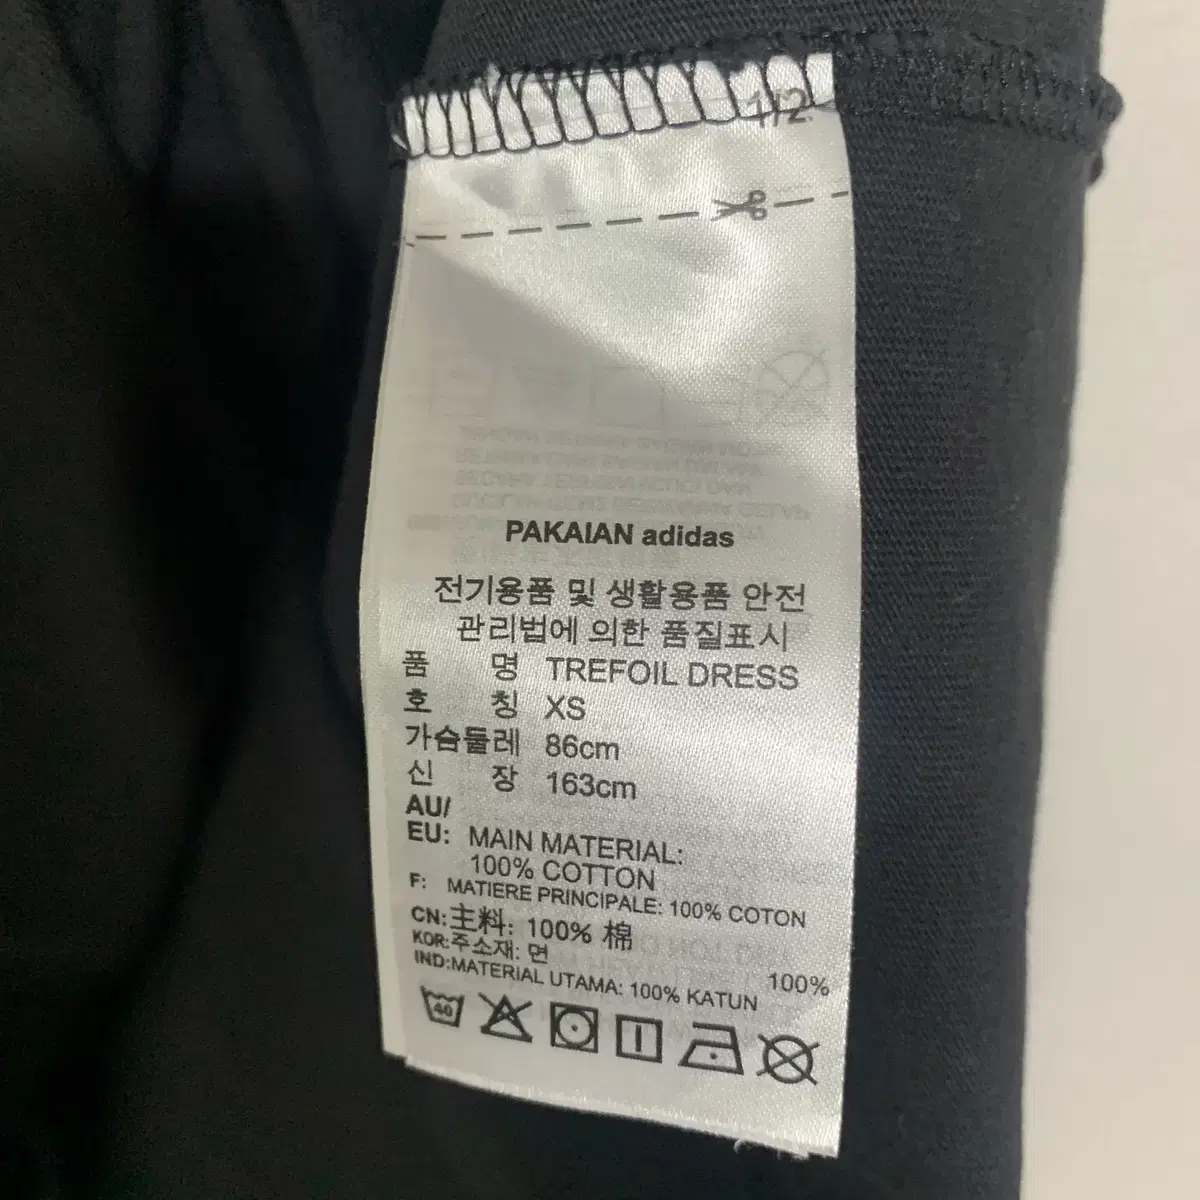 1/2
PAKAIAN adidas
전기용품 및 생활용품 안전
관리법에 의한 품질표시
품 명 TREFOIL DRESS
호 칭 XS
가슴둘레 86cm
신 장 163cm
AU/
EU: MAIN MATERIAL:
100% COTTON
F: MATIERE PRINCIPALE: 100% COTON
CN:主料: 100% 棉
KOR:주소재: 면 100%
IND:MATERIAL UTAMA: 100% KATUN
40